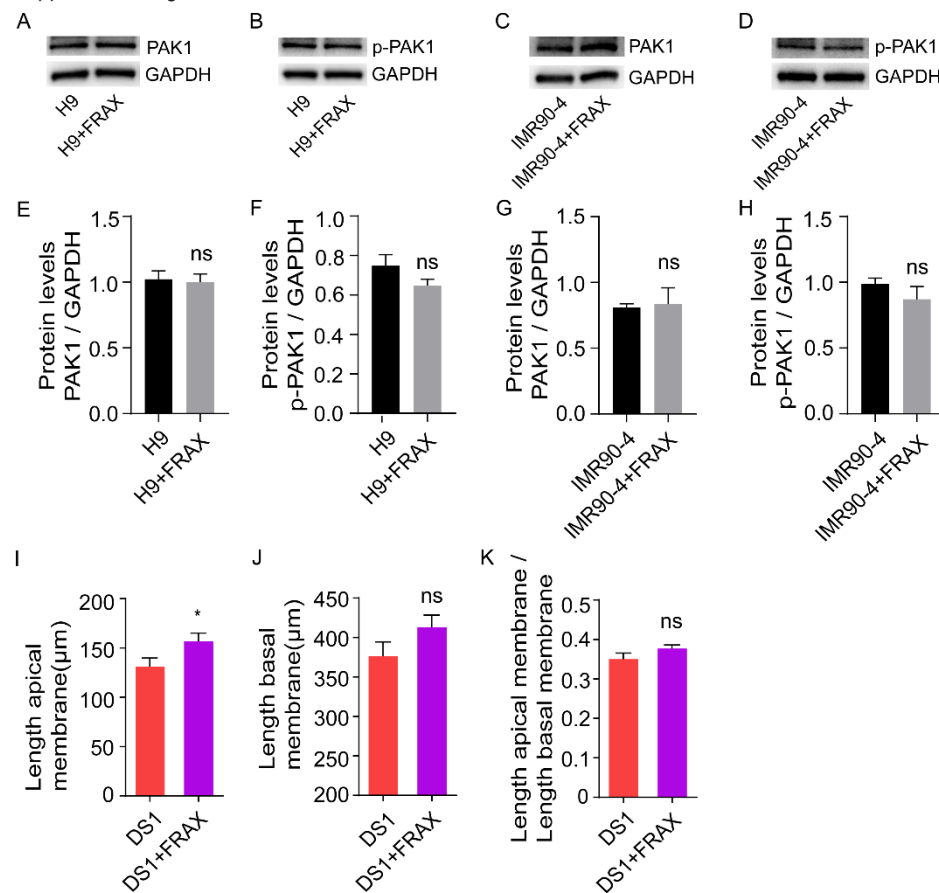 A
B
C
D
PAK1
GAPDH
H9
H9+FRAX
p-PAK1
GAPDH
H9
H9+FRAX
PAK1
GAPDH
IMR90-4
IMR90-4+FRAX
p-PAK1
GAPDH
IMR90-4
IMR90-4+FRAX
E
Protein levels
PAK1 / GAPDH
1.5
1.0
0.5
0.0
ns
H9
H9+FRAX
F
Protein levels
p-PAK1 / GAPDH
1.0
0.8
0.6
0.4
0.2
0.0
ns
H9
H9+FRAX
G
Protein levels
PAK1 / GAPDH
1.5
1.0
0.5
0.0
ns
IMR90-4
IMR90-4+FRAX
H
Protein levels
p-PAK1 / GAPDH
1.5
1.0
0.5
0.0
ns
IMR90-4
IMR90-4+FRAX
I
Length apical
membrane(µm)
200
150
100
50
0
*
DS1
DS1+FRAX
J
Length basal
membrane(µm)
450
400
350
300
250
200
ns
DS1
DS1+FRAX
K
Length apical membrane /
Length basal membrane
0.5
0.4
0.3
0.2
0.1
0
ns
DS1
DS1+FRAX